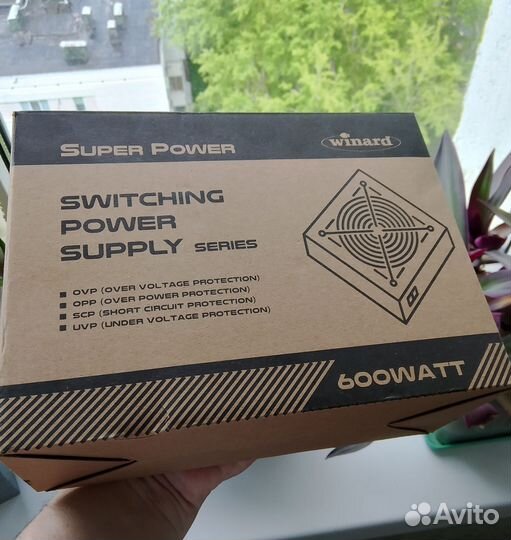 SUPER POWER
winard
SWITCHING
POWER
SUPPLY SERIES
OVP (OVER VOLTAGE PROTECTION)
OPP (OVER POWER PROTECTION)
SCP (SHORT CIRCUIT PROTECTION)
UVP (UNDER VOLTAGE PROTECTION)
600WATT
Avito